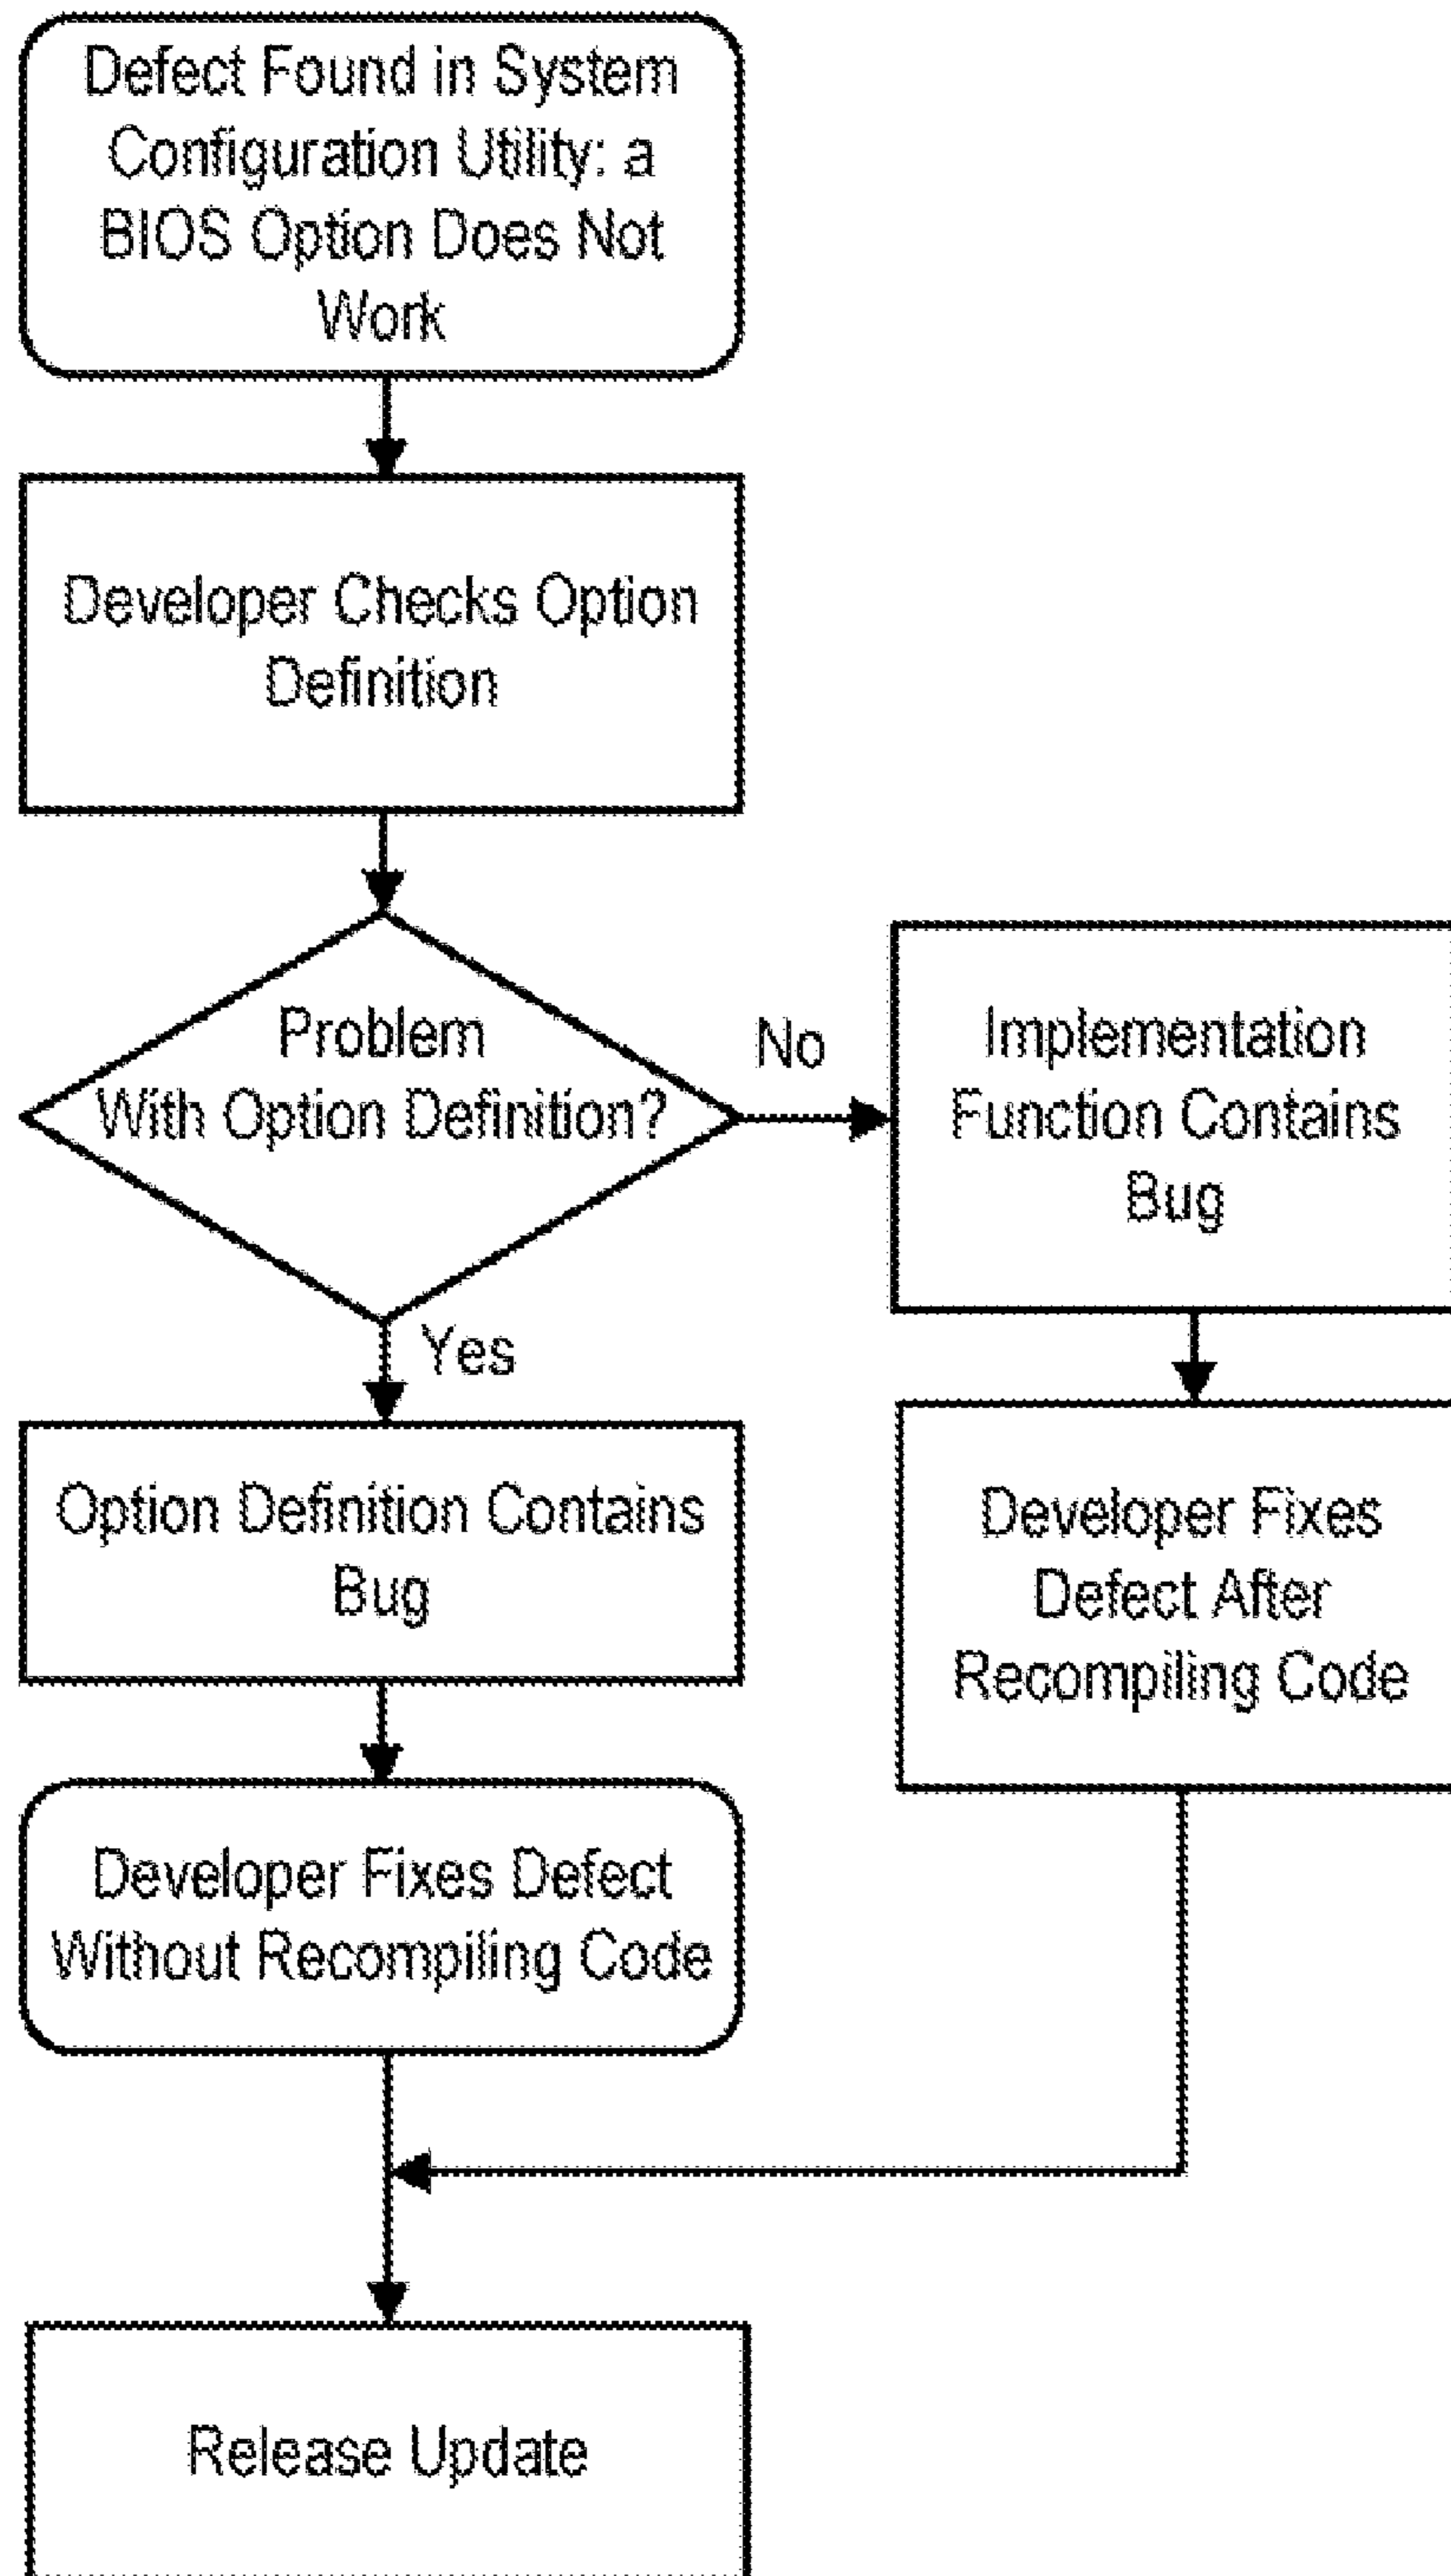 Defect Found in System
Configuration Utility: a
BIOS Option Does Not
Work
Developer Checks Option
Definition
Problem
With Option Definition?
No
Implementation
Function Contains
Bug
Yes
Option Definition Contains
Bug
Developer Fixes
Defect After
Recompiling Code
Developer Fixes Defect
Without Recompiling Code
Release Update